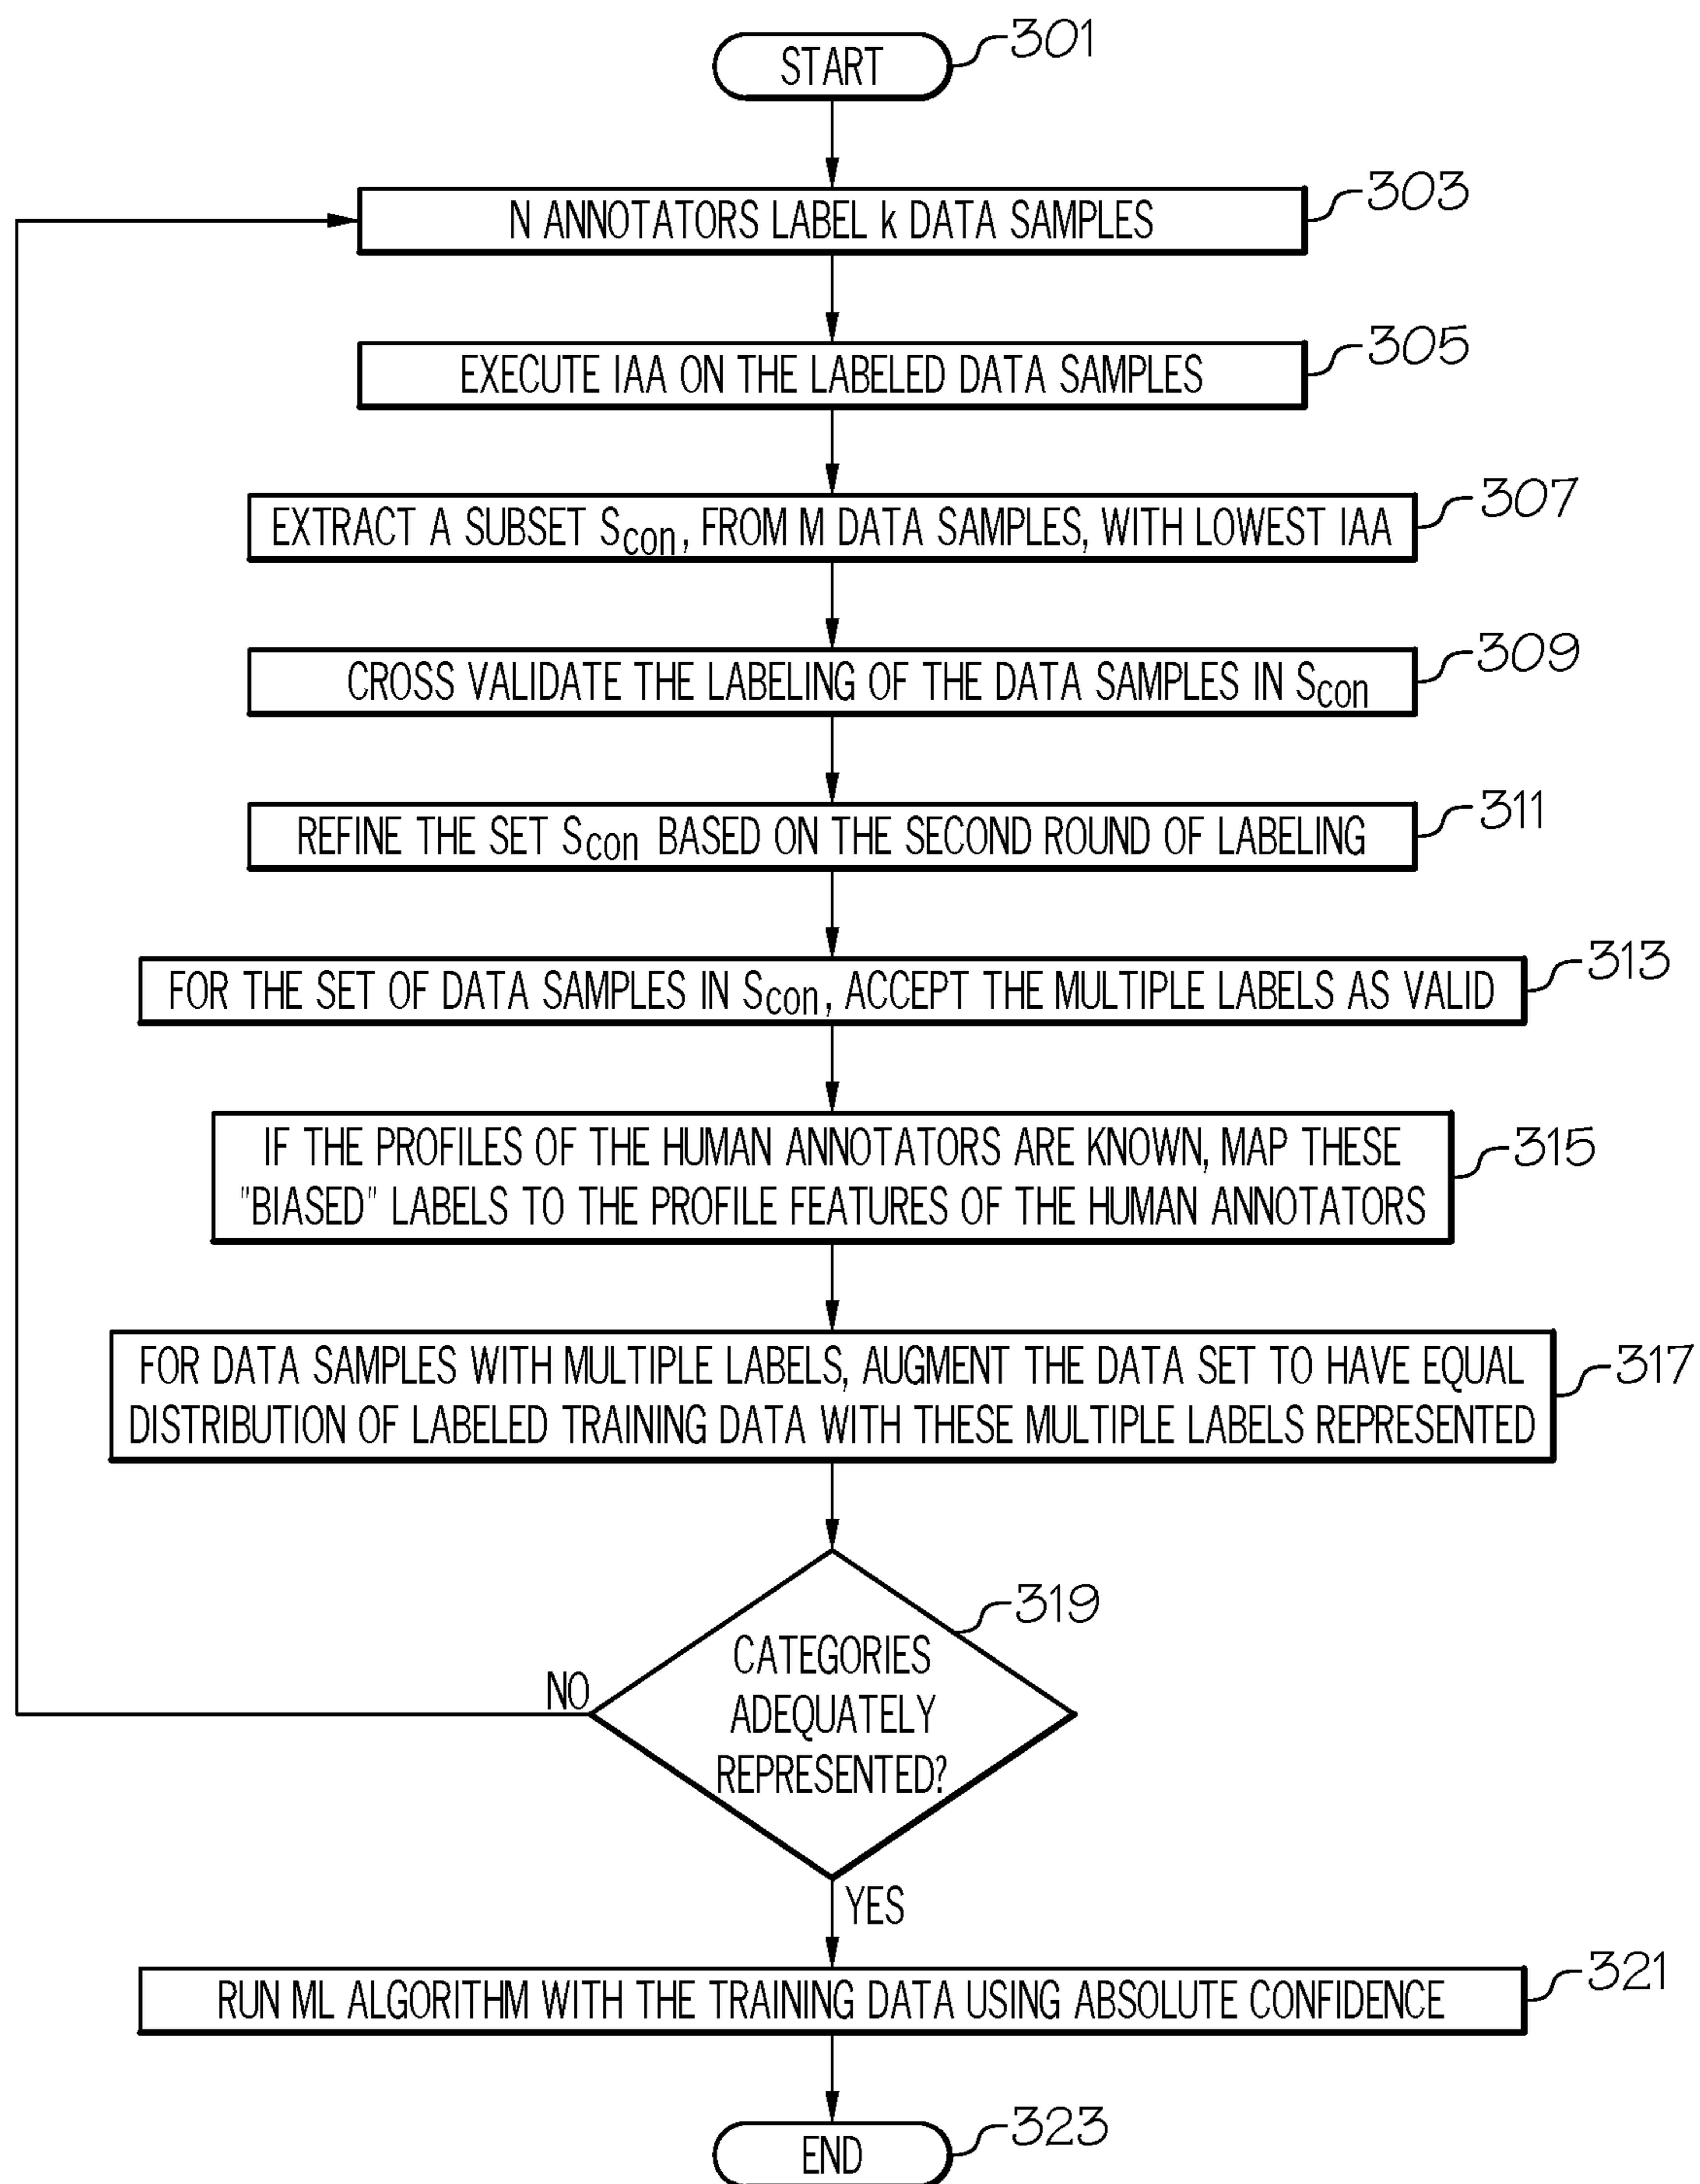 START
301
N ANNOTATORS LABEL k DATA SAMPLES
303
EXECUTE IAA ON THE LABELED DATA SAMPLES
305
EXTRACT A SUBSET Scon, FROM M DATA SAMPLES, WITH LOWEST IAA
307
CROSS VALIDATE THE LABELING OF THE DATA SAMPLES IN Scon
309
REFINE THE SET Scon BASED ON THE SECOND ROUND OF LABELING
311
FOR THE SET OF DATA SAMPLES IN Scon, ACCEPT THE MULTIPLE LABELS AS VALID
313
IF THE PROFILES OF THE HUMAN ANNOTATORS ARE KNOWN, MAP THESE
"BIASED" LABELS TO THE PROFILE FEATURES OF THE HUMAN ANNOTATORS
315
FOR DATA SAMPLES WITH MULTIPLE LABELS, AUGMENT THE DATA SET TO HAVE EQUAL
DISTRIBUTION OF LABELED TRAINING DATA WITH THESE MULTIPLE LABELS REPRESENTED
317
CATEGORIES
ADEQUATELY
REPRESENTED?
319
NO
YES
RUN ML ALGORITHM WITH THE TRAINING DATA USING ABSOLUTE CONFIDENCE
321
END
323